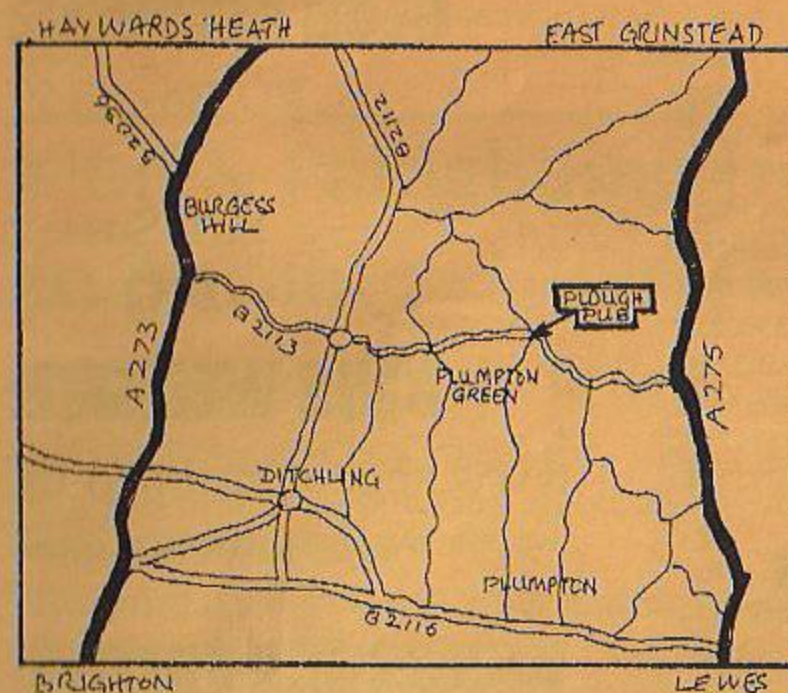 HAYWARDS HEATH
EAST GRINSTEAD
B2036
B2112
BURGESS
HILL
PLOUGH
PUB
B2113
A273
PLUMPTON
GREEN
A275
DITCHLING
PLUMPTON
B2116
BRIGHTON
LEWES